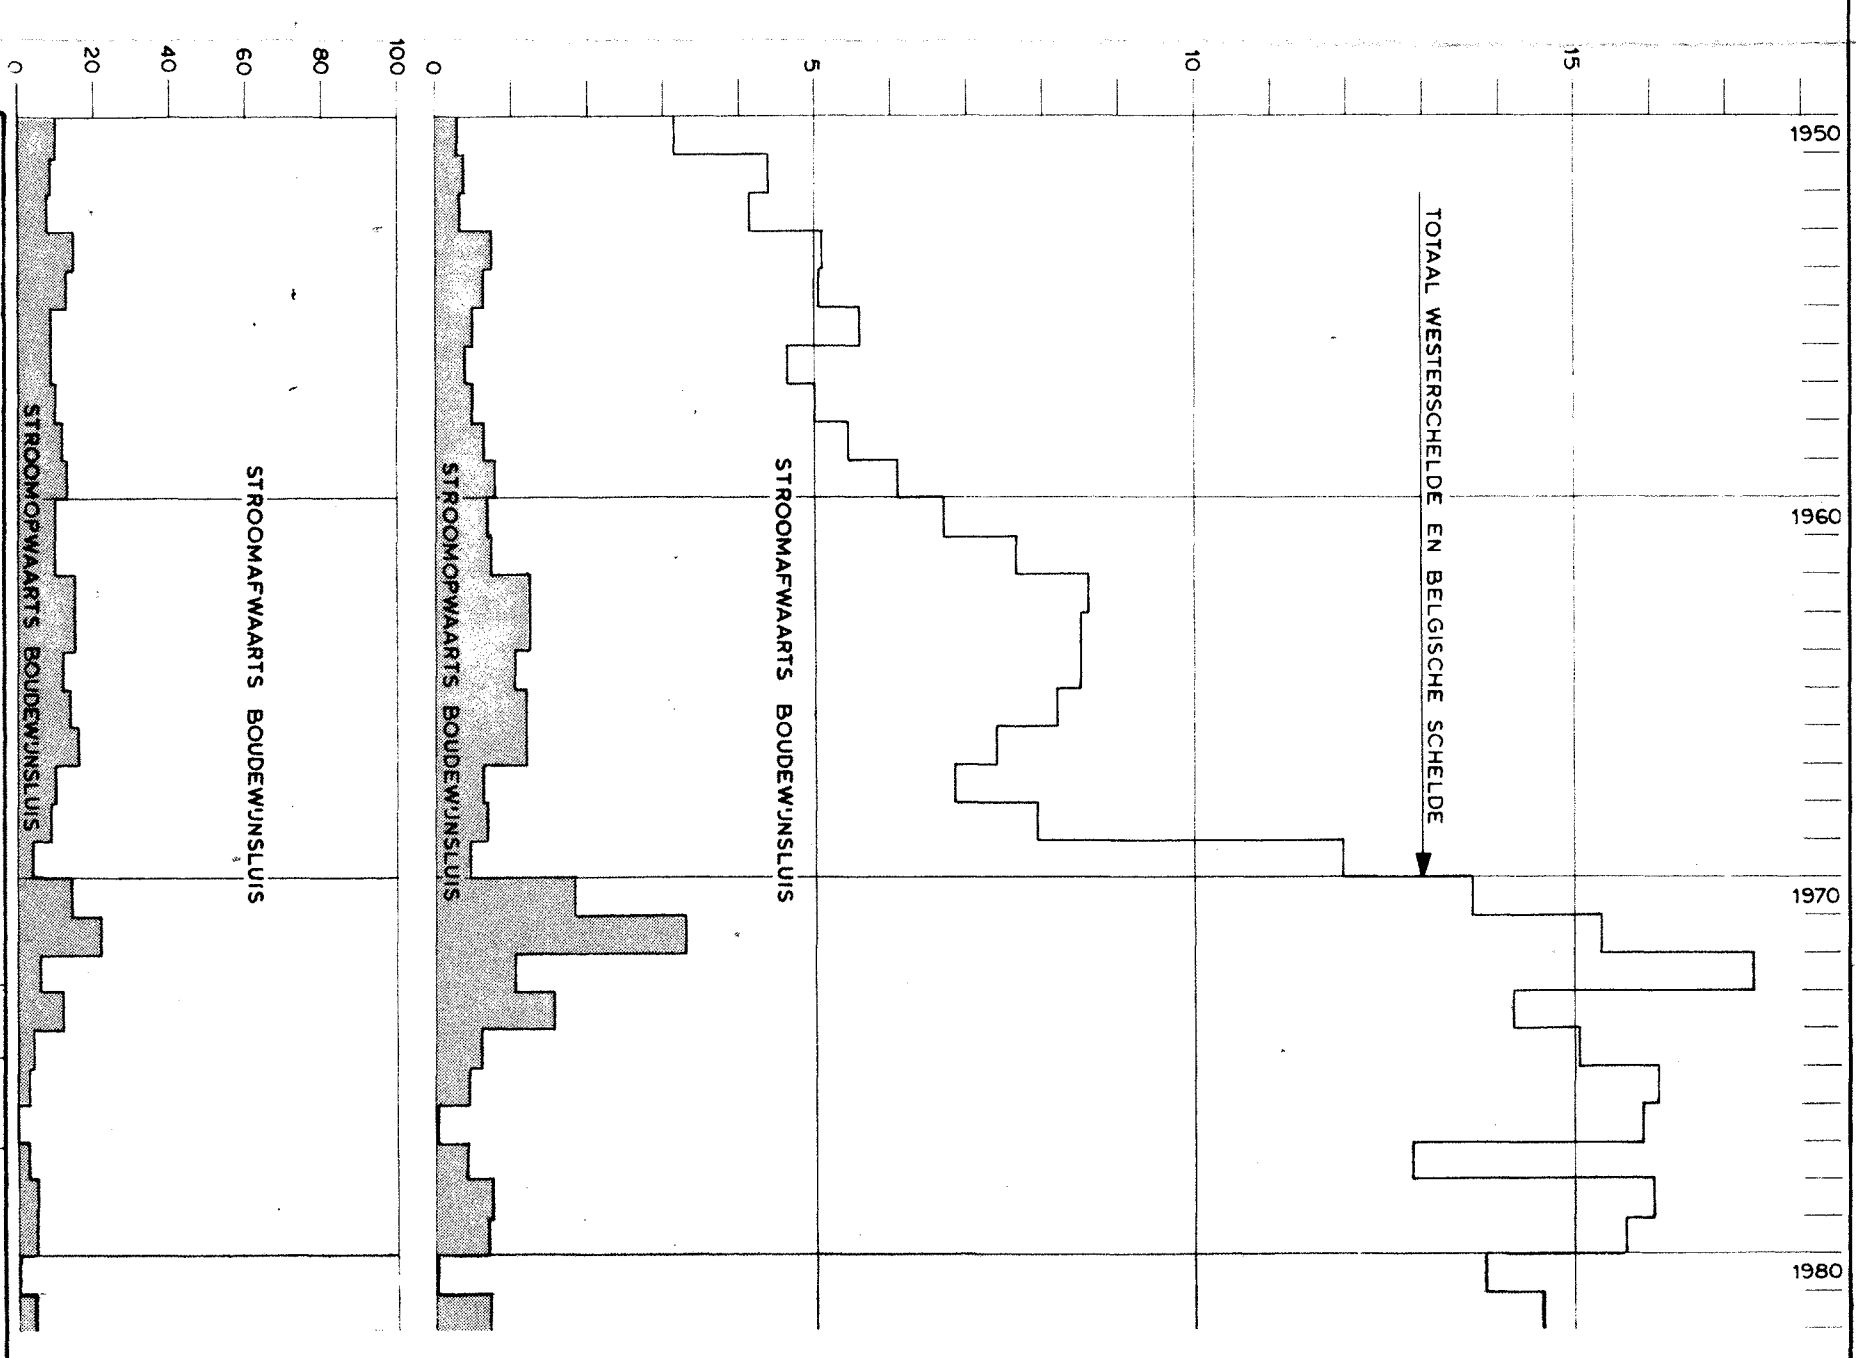 0
20
40
60
80
100
0
5
10
15
1950
1960
1970
1980
TOTAAL WESTERSCHELDE EN BELGISCHE SCHELDE
STROOMAFWAARTS BOUDEWIJNSLUIS
STROOMOPWAARTS BOUDEWIJNSLUIS
STROOMAFWAARTS BOUDEWIJNSLUIS
STROOMOPWAARTS BOUDEWIJNSLUIS